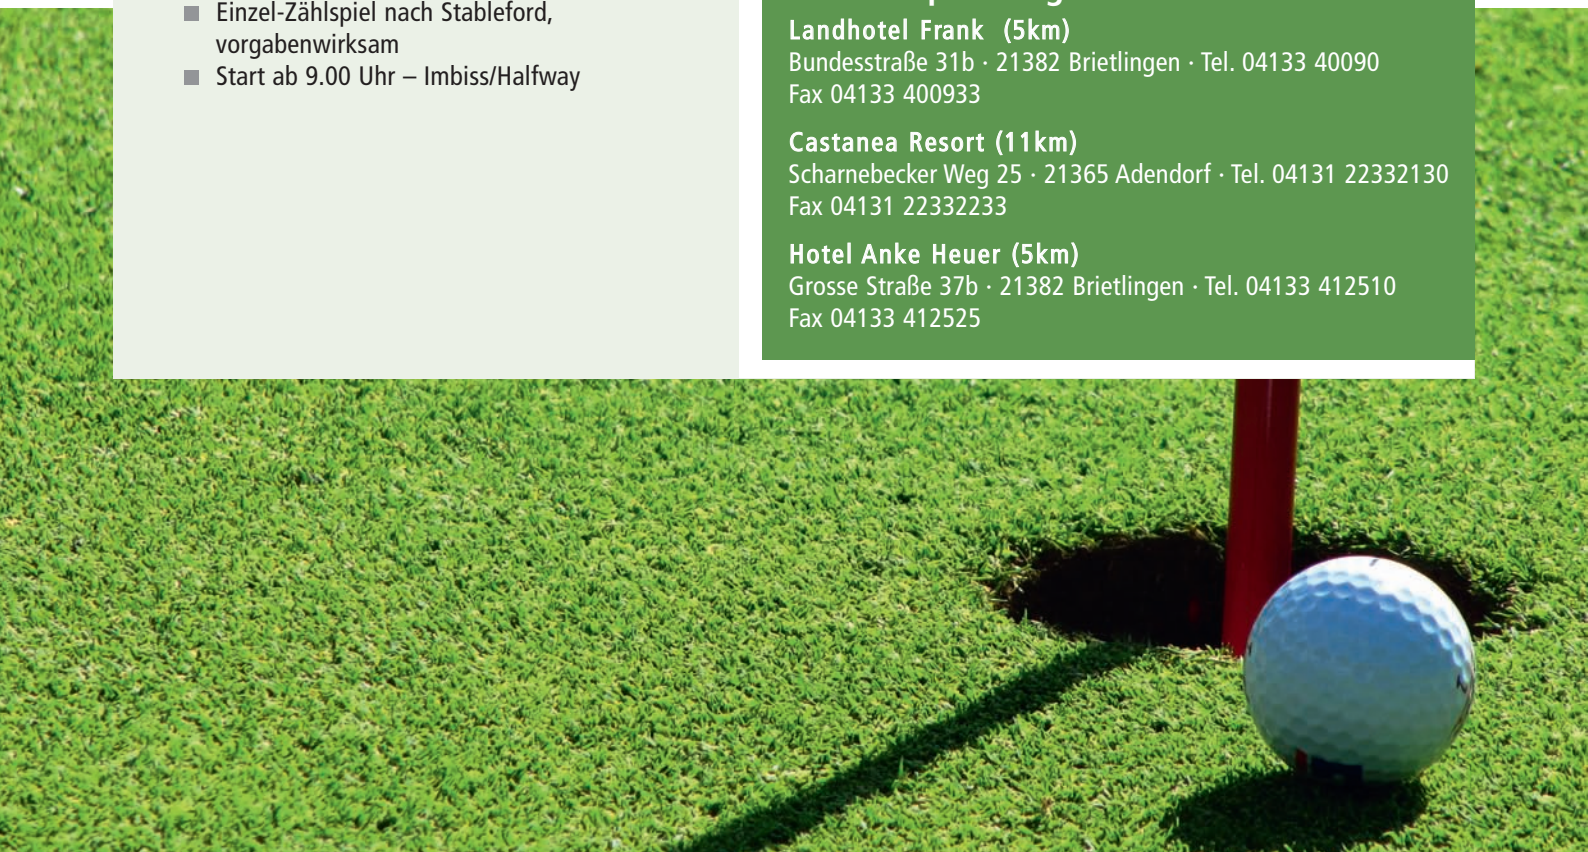 Einzel-Zählspiel nach Stableford,
vorgabenwirksam
Start ab 9.00 Uhr – Imbiss/Halfway
Landhotel Frank (5km)
Bundesstraße 31b · 21382 Brietlingen · Tel. 04133 40090
Fax 04133 400933
Castanea Resort (11km)
Scharnebecker Weg 25 · 21365 Adendorf · Tel. 04131 22332130
Fax 04131 22332233
Hotel Anke Heuer (5km)
Grosse Straße 37b · 21382 Brietlingen · Tel. 04133 412510
Fax 04133 412525